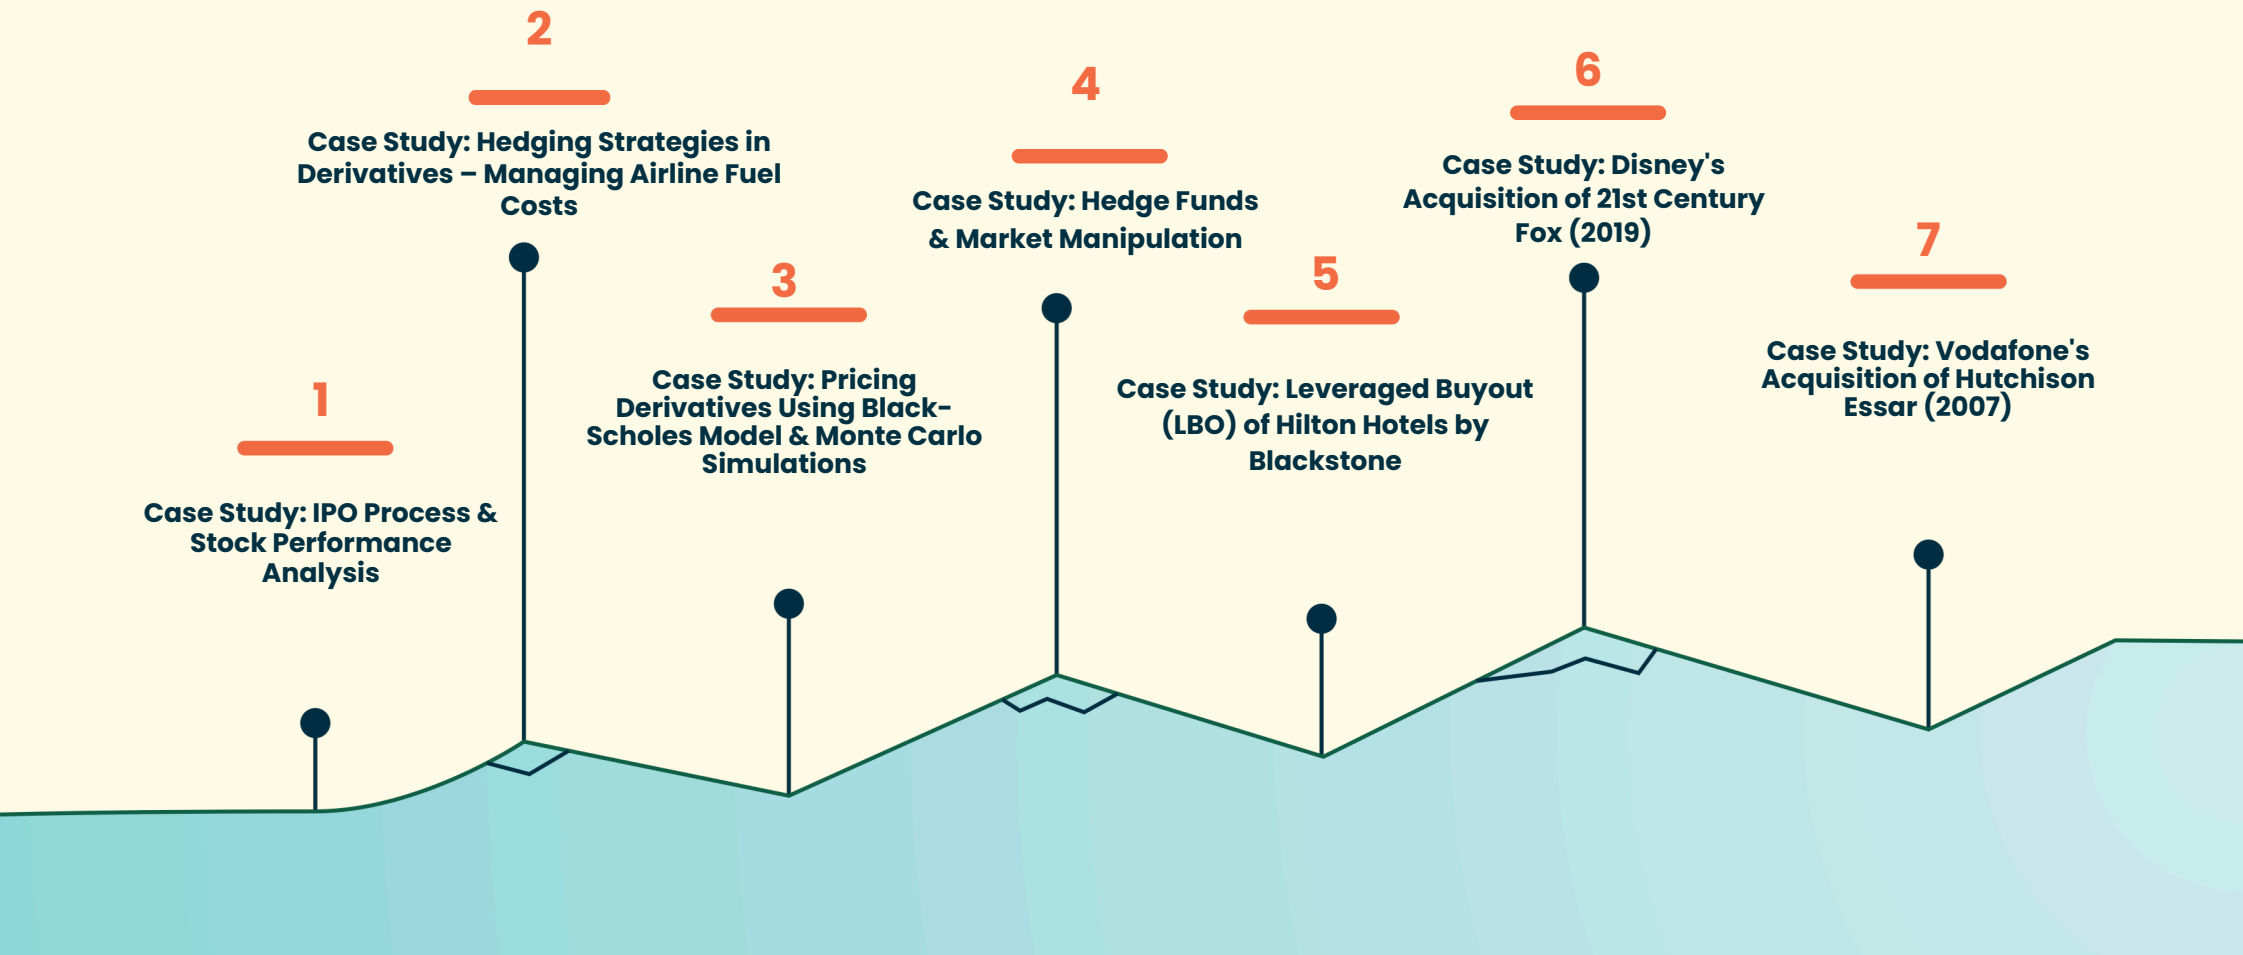 1
Case Study: IPO Process &
Stock Performance
Analysis
2
Case Study: Hedging Strategies in
Derivatives – Managing Airline Fuel
Costs
3
Case Study: Pricing
Derivatives Using Black-
Scholes Model & Monte Carlo
Simulations
4
Case Study: Hedge Funds
& Market Manipulation
5
Case Study: Leveraged Buyout
(LBO) of Hilton Hotels by
Blackstone
6
Case Study: Disney's
Acquisition of 21st Century
Fox (2019)
7
Case Study: Vodafone's
Acquisition of Hutchison
Essar (2007)